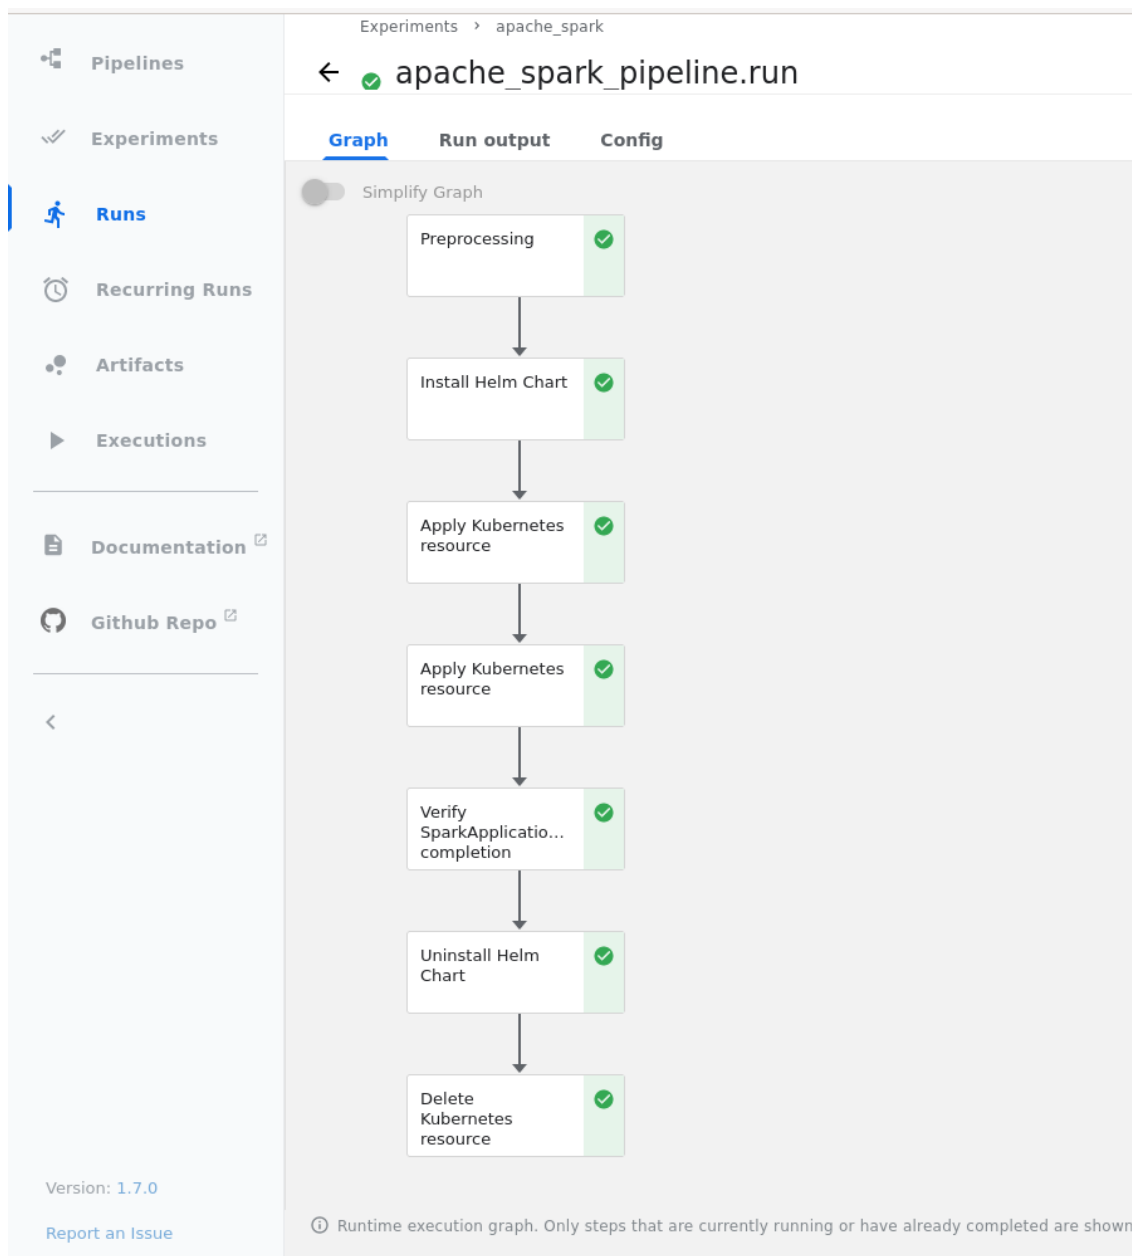 Experiments > apache_spark
apache_spark_pipeline.run
Graph Run output Config
Simplify Graph
Pipelines
Experiments
Runs
Recurring Runs
Artifacts
Executions
Documentation
Github Repo
Version: 1.7.0
Report an Issue
Preprocessing
Install Helm Chart
Apply Kubernetes
resource
Apply Kubernetes
resource
Verify
SparkApplicatio...
completion
Uninstall Helm
Chart
Delete
Kubernetes
resource
Runtime execution graph. Only steps that are currently running or have already completed are shown